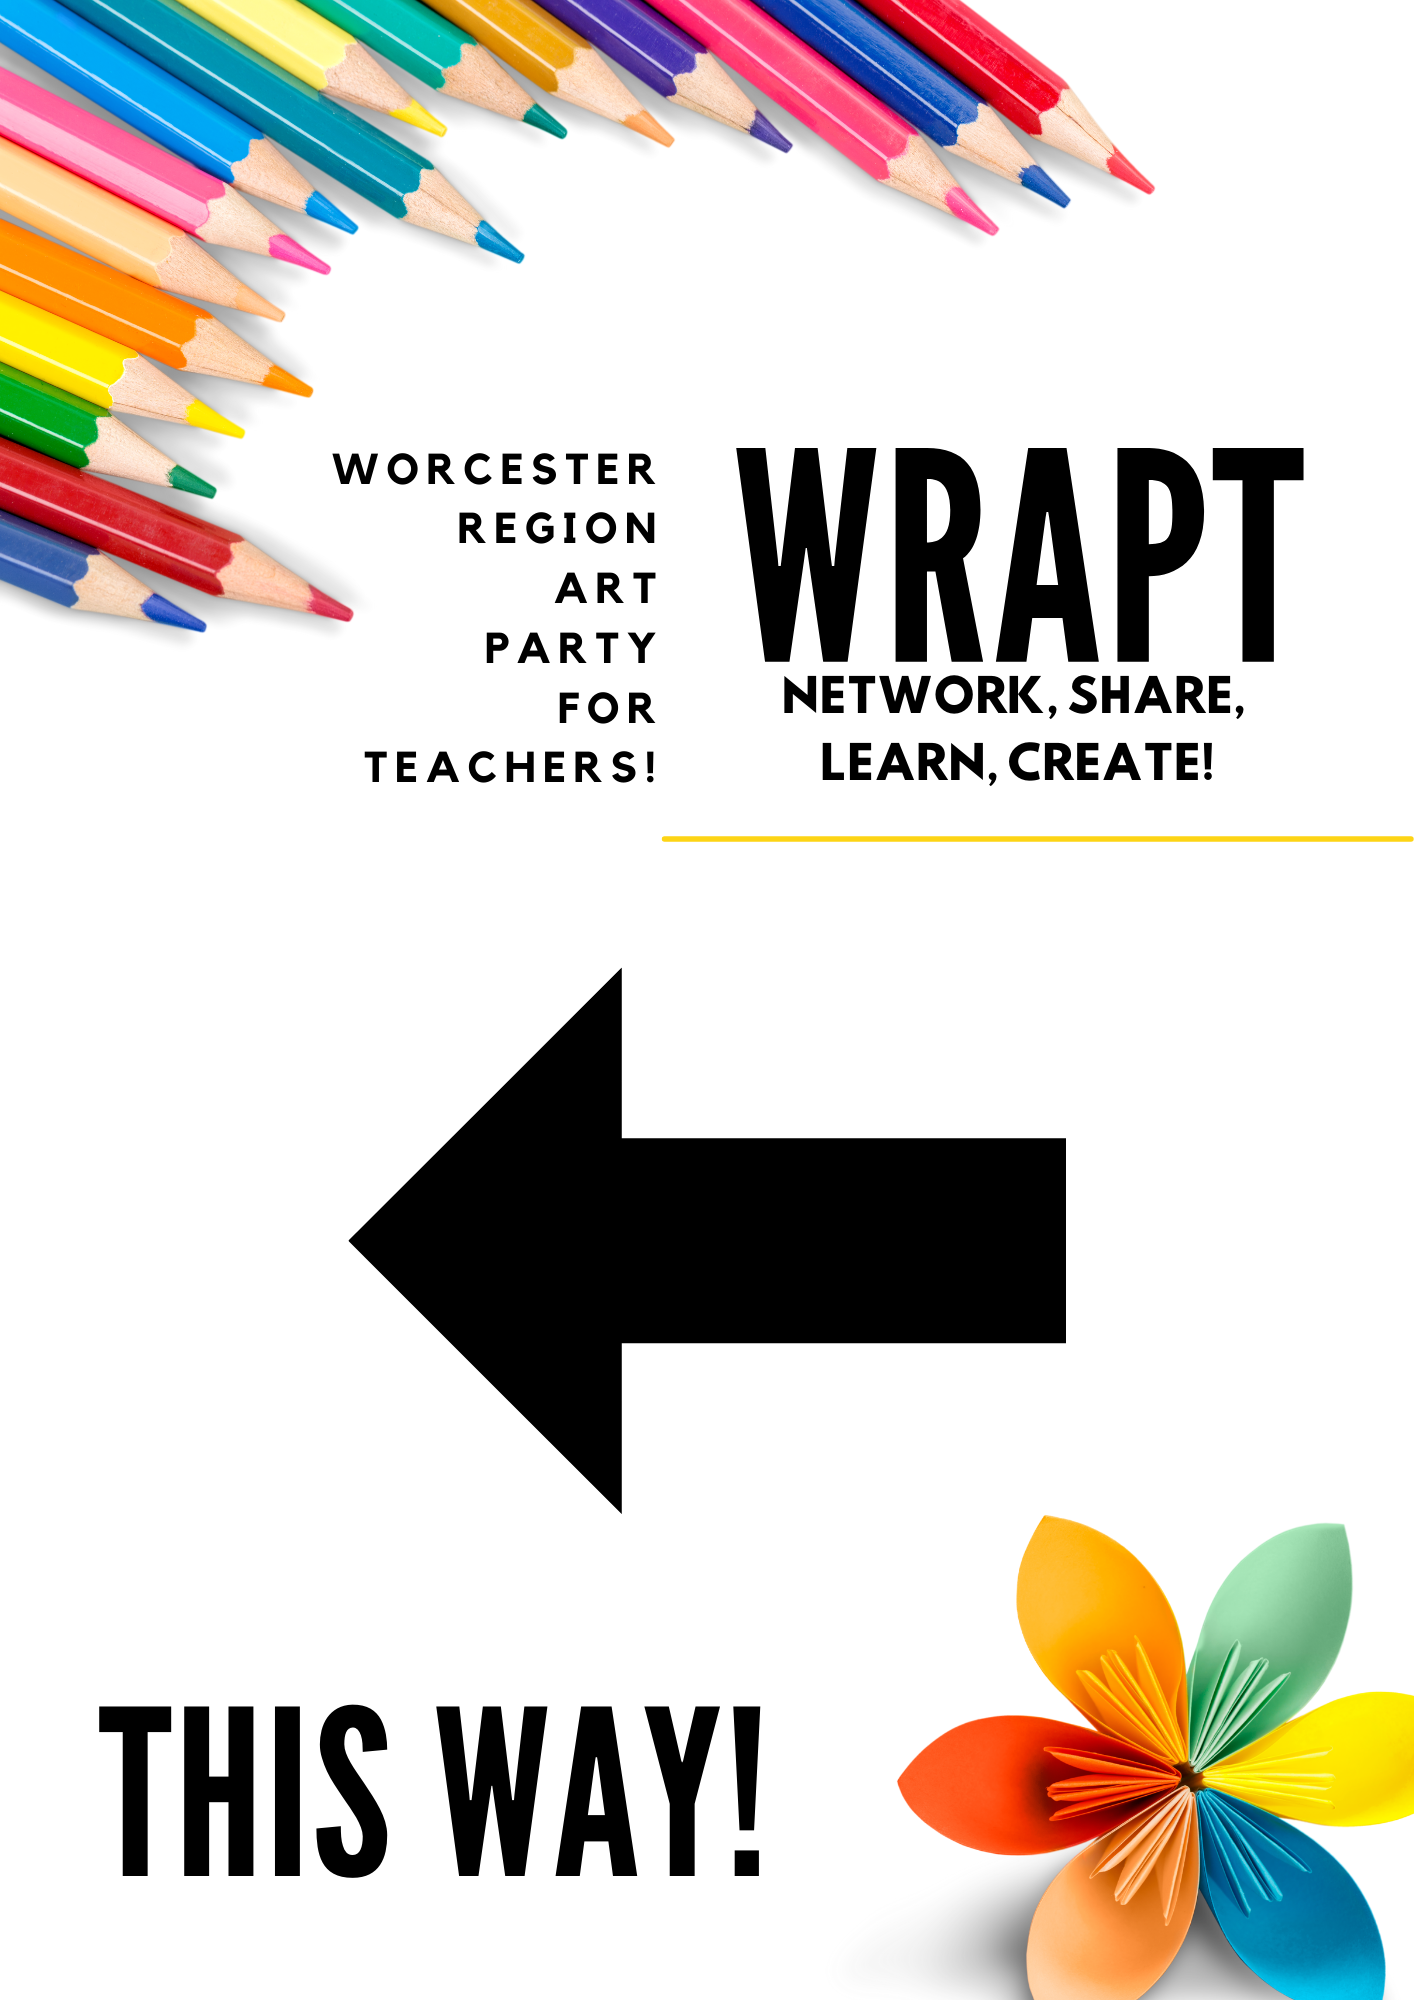 WORCESTER
REGION
ART
PARTY
FOR
TEACHERS!
WRAPT
NETWORK, SHARE,
LEARN, CREATE!
THIS WAY!